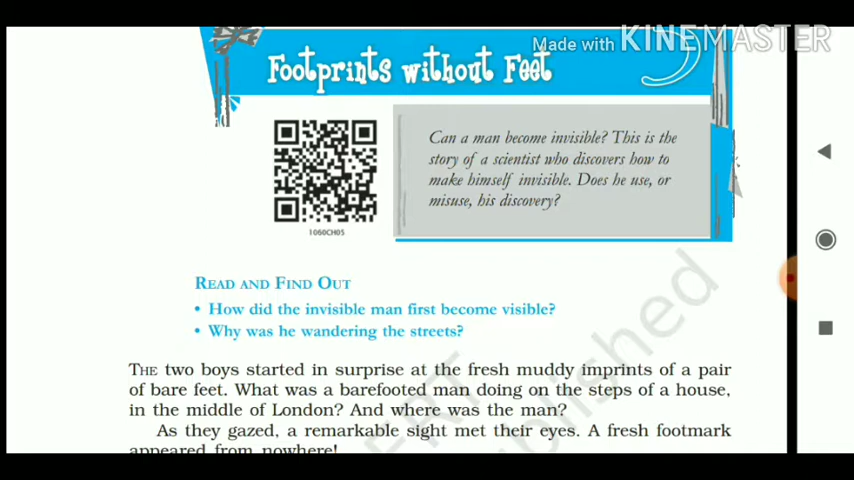 Made with KINEMASTER
Footprints without Feet
5
Can a man become invisible? This is the
story of a scientist who discovers how to
make himself invisible. Does he use, or
misuse, his discovery?
1060CH05
READ AND FIND OUT
• How did the invisible man first become visible?
• Why was he wandering the streets?
THE two boys started in surprise at the fresh muddy imprints of a pair
of bare feet. What was a barefooted man doing on the steps of a house,
in the middle of London? And where was the man?
As they gazed, a remarkable sight met their eyes. A fresh footmark
appeared from nowhere!